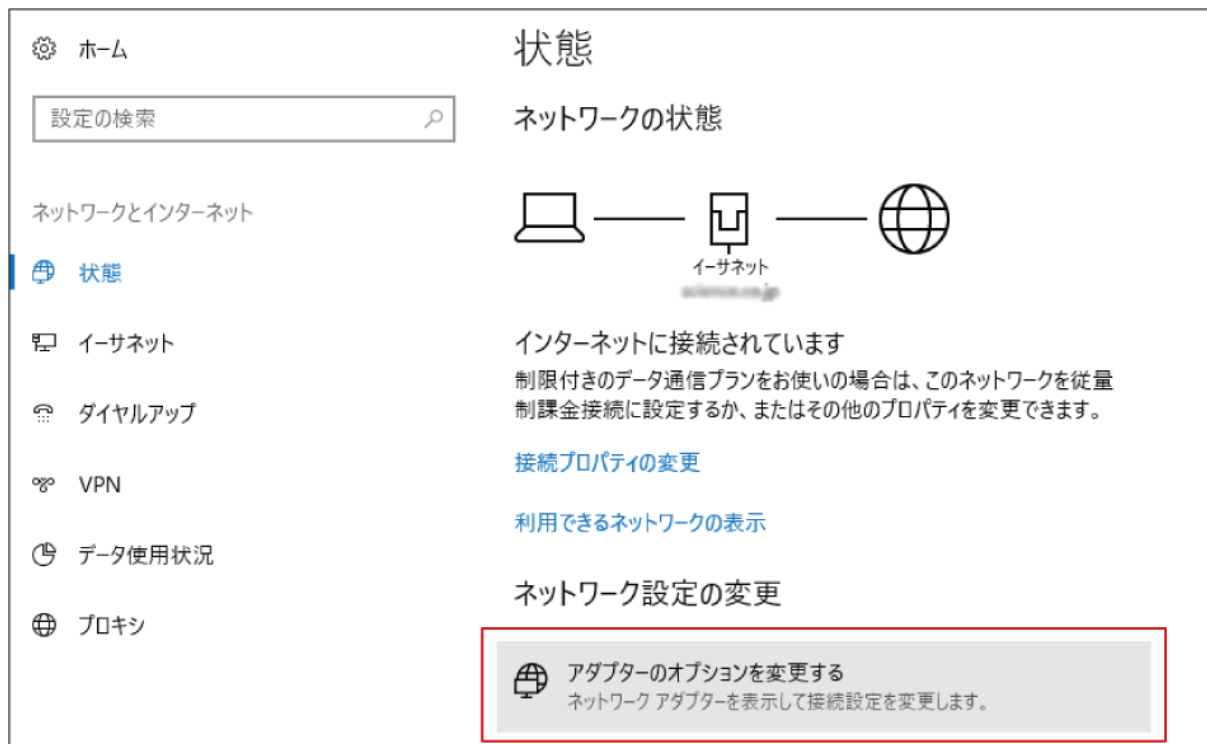 ホーム
設定の検索
ネットワークとインターネット
状態
イーサネット
ダイヤルアップ
VPN
データ使用状況
プロキシ
状態
ネットワークの状態
イーサネット
インターネットに接続されています
制限付きのデータ通信プランをお使いの場合は、このネットワークを従量
制課金接続に設定するか、またはその他のプロパティを変更できます。
接続プロパティの変更
利用できるネットワークの表示
ネットワーク設定の変更
アダプターのオプションを変更する
ネットワーク アダプターを表示して接続設定を変更します。